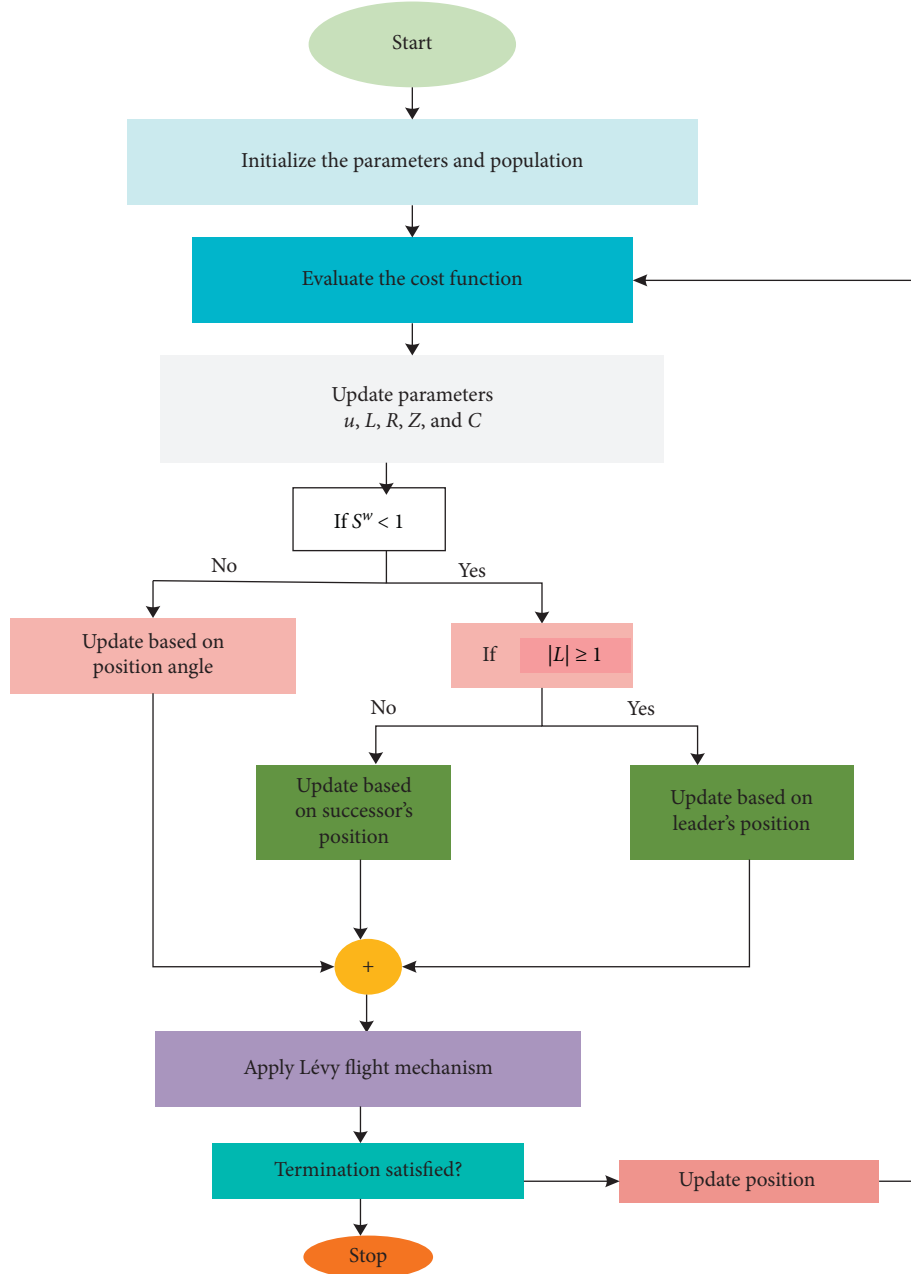 Start
Initialize the parameters and population
Evaluate the cost function
Update parameters
u, L, R, Z, and C
If Sʷ < 1
No
Yes
Update based on
position angle
If |L| ≥ 1
No
Yes
Update based
on successor's
position
Update based on
leader's position
+
Apply Lévy flight mechanism
Termination satisfied?
Update position
Stop